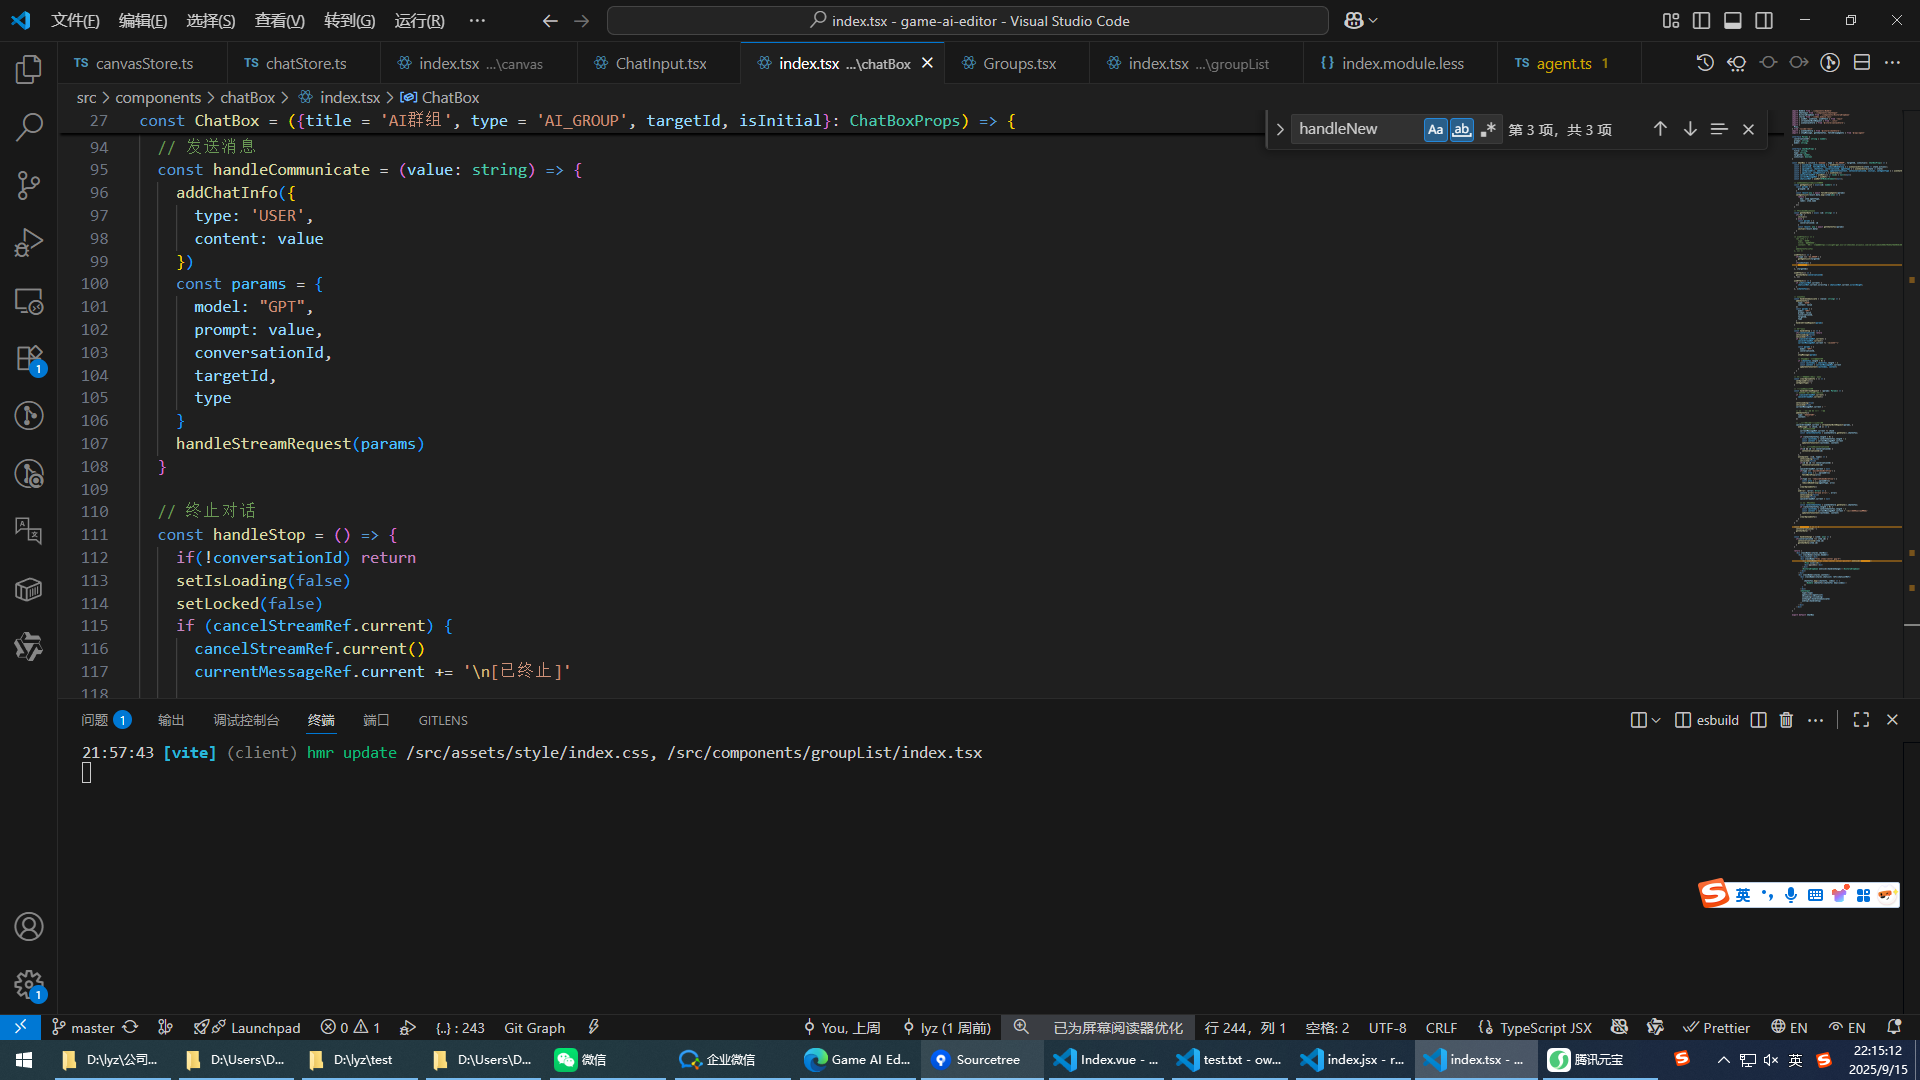 文件(F) 编辑(E) 选择(S) 查看(V) 转到(G) 运行(R) ···
index.tsx - game-ai-editor - Visual Studio Code
TS canvasStore.ts
TS chatStore.ts
index.tsx ...\canvas
ChatInput.tsx
index.tsx ...\chatBox
Groups.tsx
index.tsx ...\groupList
{} index.module.less
TS agent.ts 1
src > components > chatBox > index.tsx > ChatBox
handleNew
Aa ab 第 3 项，共 3 项
27 const ChatBox = ({title = 'AI群组', type = 'AI_GROUP', targetId, isInitial}: ChatBoxProps) => {
94 // 发送消息
95 const handleCommunicate = (value: string) => {
96 addChatInfo({
97 type: 'USER',
98 content: value
99 })
100 const params = {
101 model: "GPT",
102 prompt: value,
103 conversationId,
104 targetId,
105 type
106 }
107 handleStreamRequest(params)
108 }
109
110 // 终止对话
111 const handleStop = () => {
112 if(!conversationId) return
113 setIsLoading(false)
114 setLocked(false)
115 if (cancelStreamRef.current) {
116 cancelStreamRef.current()
117 currentMessageRef.current += '\n[已终止]'
118
问题 1 输出 调试控制台 终端 端口 GITLENS
esbuild
21:57:43 [vite] (client) hmr update /src/assets/style/index.css, /src/components/groupList/index.tsx
英
1
1
master
Launchpad
0 1
{..} : 243
Git Graph
You, 上周
lyz (1 周前)
已为屏幕阅读器优化
行 244，列 1
空格: 2
UTF-8
CRLF
TypeScript JSX
Prettier
EN
EN
D:\lyz\公司...
D:\Users\D...
D:\lyz\test
D:\Users\D...
微信
企业微信
Game AI Ed...
Sourcetree
Index.vue - ...
test.txt - ow...
index.jsx - r...
index.tsx - ...
腾讯元宝
英
22:15:12
2025/9/15